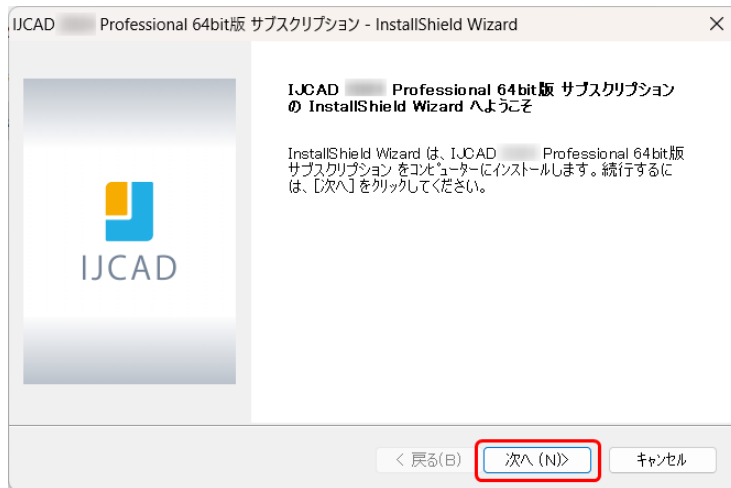 IJCAD Professional 64bit版 サブスクリプション - InstallShield Wizard
IJCAD Professional 64bit版 サブスクリプション
の InstallShield Wizard へようこそ
InstallShield Wizard は、IJCAD Professional 64bit版
サブスクリプション をコンピューターにインストールします。続行するに
は、[次へ] をクリックしてください。
IJCAD
< 戻る(B)
次へ (N)>
キャンセル